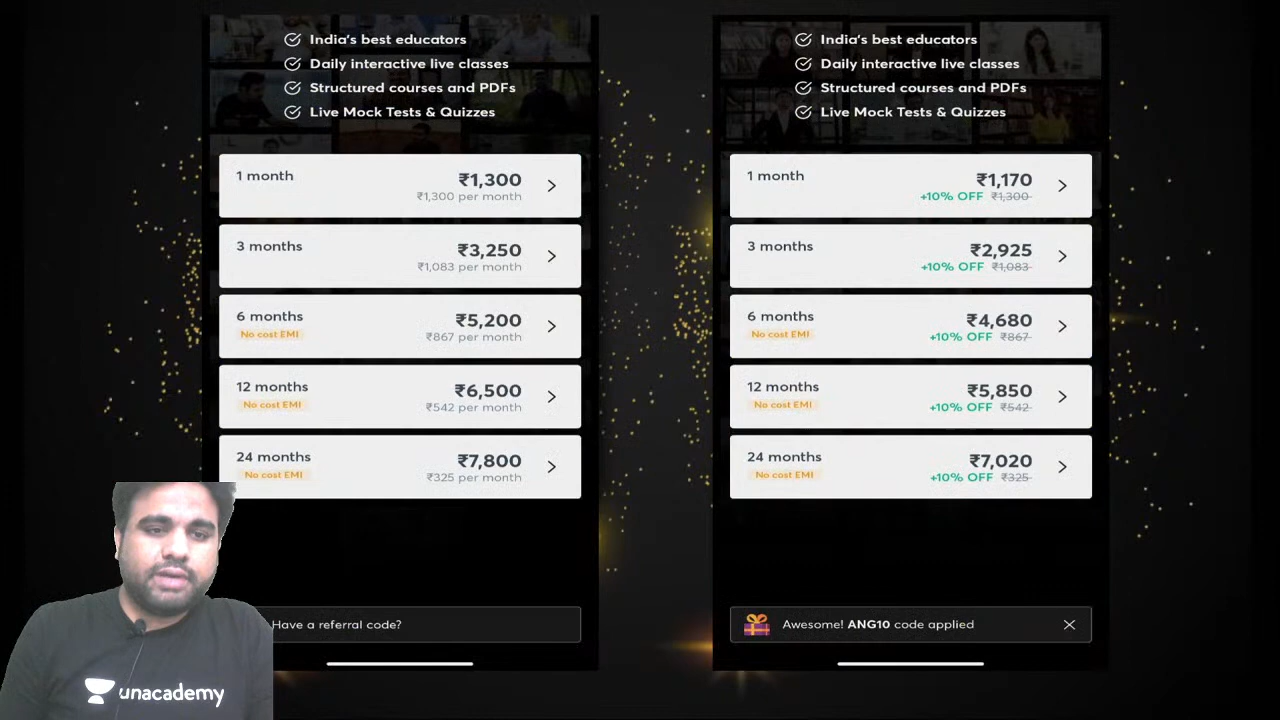 India's best educators
Daily interactive live classes
Structured courses and PDFs
Live Mock Tests & Quizzes
1 month
₹1,300
₹1,300 per month
3 months
₹3,250
₹1,083 per month
6 months
No cost EMI
₹5,200
₹867 per month
12 months
No cost EMI
₹6,500
₹542 per month
24 months
No cost EMI
₹7,800
₹325 per month
Have a referral code?
unacademy
India's best educators
Daily interactive live classes
Structured courses and PDFs
Live Mock Tests & Quizzes
1 month
₹1,170
+10% OFF ₹1,300
3 months
₹2,925
+10% OFF ₹1,083
6 months
No cost EMI
₹4,680
+10% OFF ₹867
12 months
No cost EMI
₹5,850
+10% OFF ₹542
24 months
No cost EMI
₹7,020
+10% OFF ₹325
Awesome! ANG10 code applied